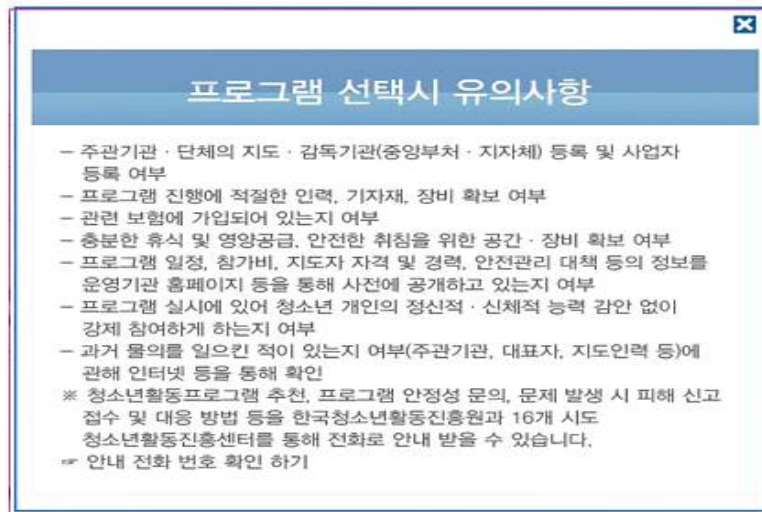 프로그램 선택시 유의사항
- 주관기관 · 단체의 지도 · 감독기관(중앙부처 · 지자체) 등록 및 사업자
등록 여부
- 프로그램 진행에 적절한 인력, 기자재, 장비 확보 여부
- 관련 보험에 가입되어 있는지 여부
- 충분한 휴식 및 영양공급, 안전한 취침을 위한 공간 · 장비 확보 여부
- 프로그램 일정, 참가비, 지도자 자격 및 경력, 안전관리 대책 등의 정보를
운영기관 홈페이지 등을 통해 사전에 공개하고 있는지 여부
- 프로그램 실시에 있어 청소년 개인의 정신적 · 신체적 능력 감안 없이
강제 참여하게 하는지 여부
- 과거 물의를 일으킨 적이 있는지 여부(주관기관, 대표자, 지도인력 등)에
관해 인터넷 등을 통해 확인
※ 청소년활동프로그램 추천, 프로그램 안정성 문의, 문제 발생 시 피해 신고
접수 및 대응 방법 등을 한국청소년활동진흥원과 16개 시도
청소년활동진흥센터를 통해 전화로 안내 받을 수 있습니다.
☞ 안내 전화 번호 확인 하기